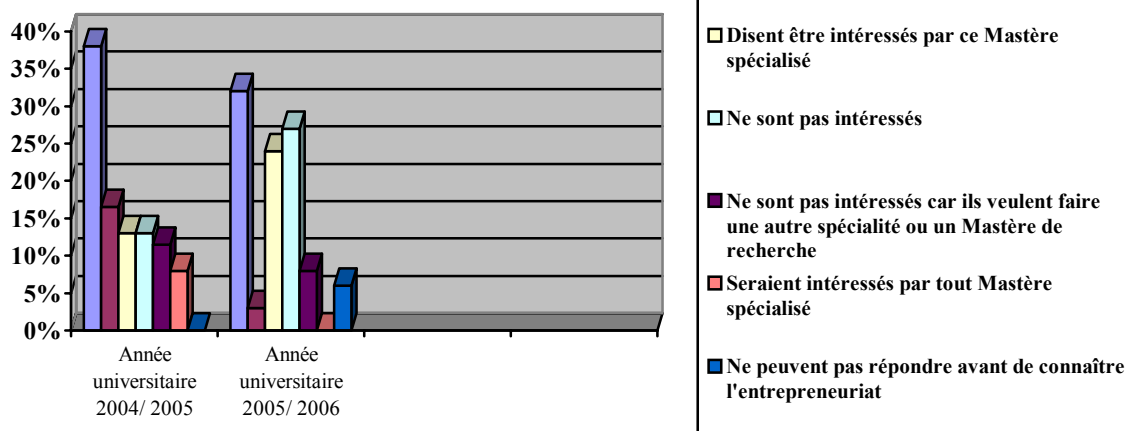 40%
35%
30%
25%
20%
15%
10%
5%
0%
Année
universitaire
2004/ 2005
Année
universitaire
2005/ 2006
Disent être intéressés par ce Mastère
spécialisé
Ne sont pas intéressés
Ne sont pas intéressés car ils veulent faire
une autre spécialité ou un Mastère de
recherche
Seraient intéressés par tout Mastère
spécialisé
Ne peuvent pas répondre avant de connaître
l'entrepreneuriat